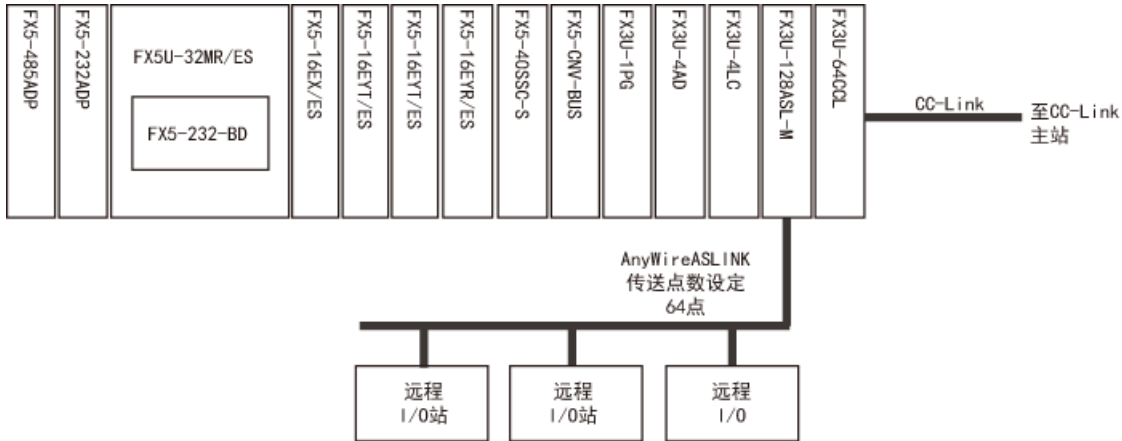 FX5-485ADP
FX5-232ADP
FX5U-32MR/ES
FX5-232-BD
FX5-16EX/ES
FX5-16EYT/ES
FX5-16EYT/ES
FX5-16EYR/ES
FX5-40SSC-S
FX5-CNV-BUS
FX3U-1PG
FX3U-4AD
FX3U-4LC
FX3U-128ASL-M
FX3U-64CCL
CC-Link
至CC-Link
主站
AnyWireASLINK
传送点数设定
64点
远程
I/O站
远程
I/O站
远程
I/O